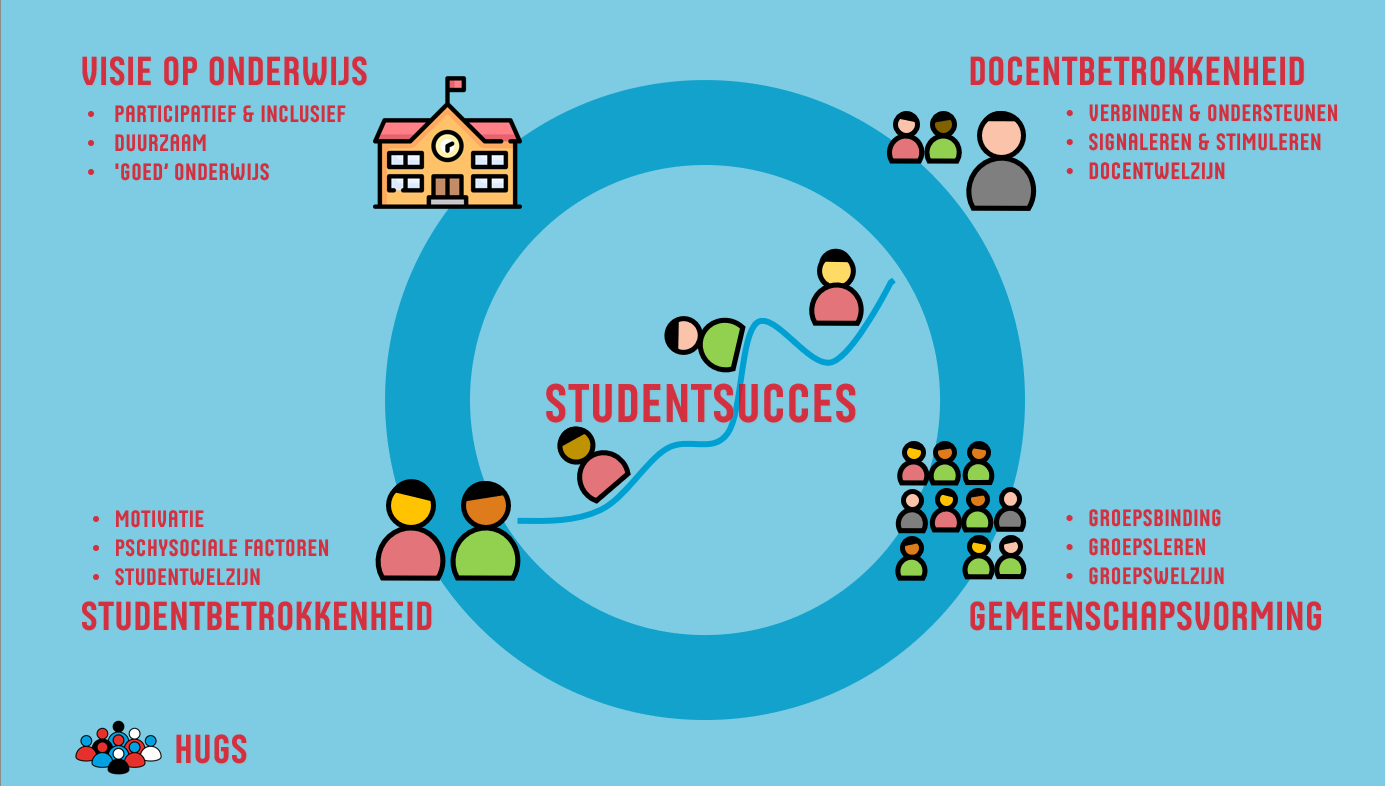 VISIE OP ONDERWIJS
• PARTICIPATIEF & INCLUSIEF
• DUURZAAM
• 'GOED' ONDERWIJS
DOCENTBETROKKENHEID
• VERBINDEN & ONDERSTEUNEN
• SIGNALEREN & STIMULEREN
• DOCENTWELZIJN
STUDENTSUCCES
• MOTIVATIE
• PSCHYSOCIALE FACTOREN
• STUDENTWELZIJN
STUDENTBETROKKENHEID
• GROEPSBINDING
• GROEPSLEREN
• GROEPSWELZIJN
GEMEENSCHAPSVORMING
HUGS